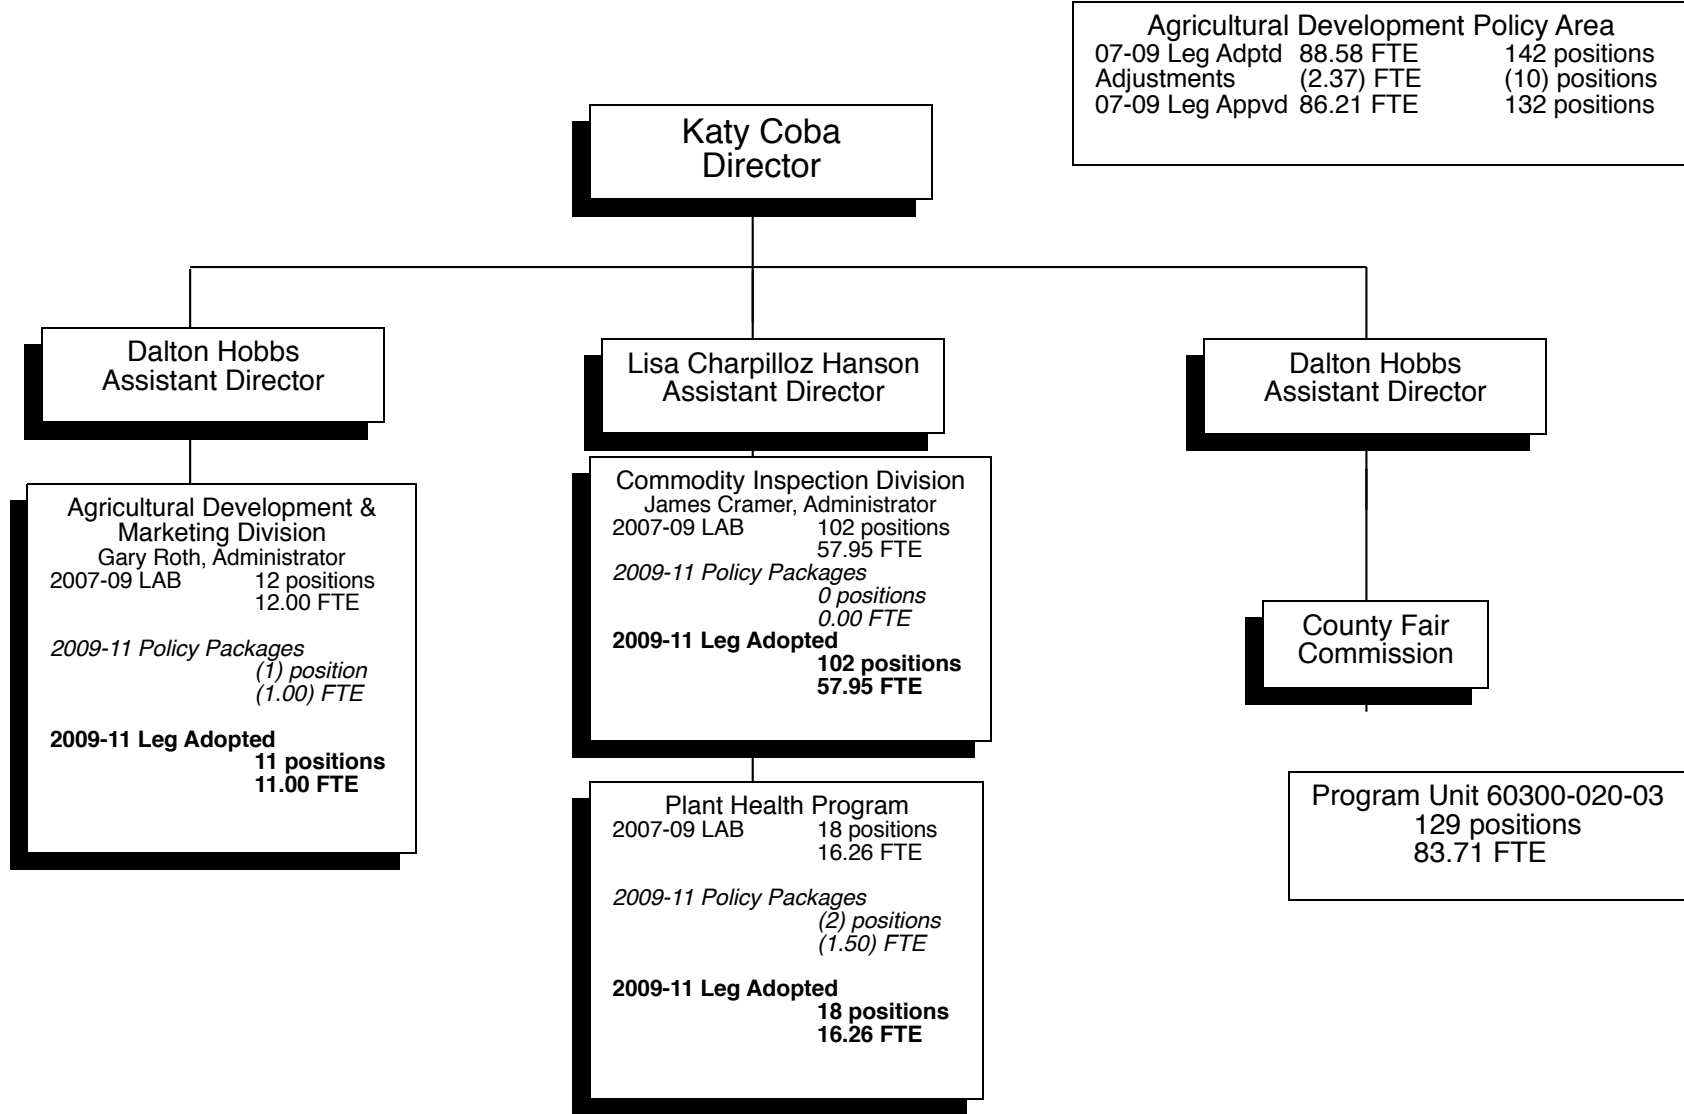 Agricultural Development Policy Area
07-09 Leg Adptd 88.58 FTE 142 positions
Adjustments (2.37) FTE (10) positions
07-09 Leg Appvd 86.21 FTE 132 positions
Katy Coba
Director
Dalton Hobbs
Assistant Director
Agricultural Development &
Marketing Division
Gary Roth, Administrator
2007-09 LAB 12 positions
12.00 FTE
2009-11 Policy Packages
(1) position
(1.00) FTE
2009-11 Leg Adopted
11 positions
11.00 FTE
Lisa Charpilloz Hanson
Assistant Director
Commodity Inspection Division
James Cramer, Administrator
2007-09 LAB 102 positions
57.95 FTE
2009-11 Policy Packages
0 positions
0.00 FTE
2009-11 Leg Adopted
102 positions
57.95 FTE
Plant Health Program
2007-09 LAB 18 positions
16.26 FTE
2009-11 Policy Packages
(2) positions
(1.50) FTE
2009-11 Leg Adopted
18 positions
16.26 FTE
Dalton Hobbs
Assistant Director
County Fair
Commission
Program Unit 60300-020-03
129 positions
83.71 FTE